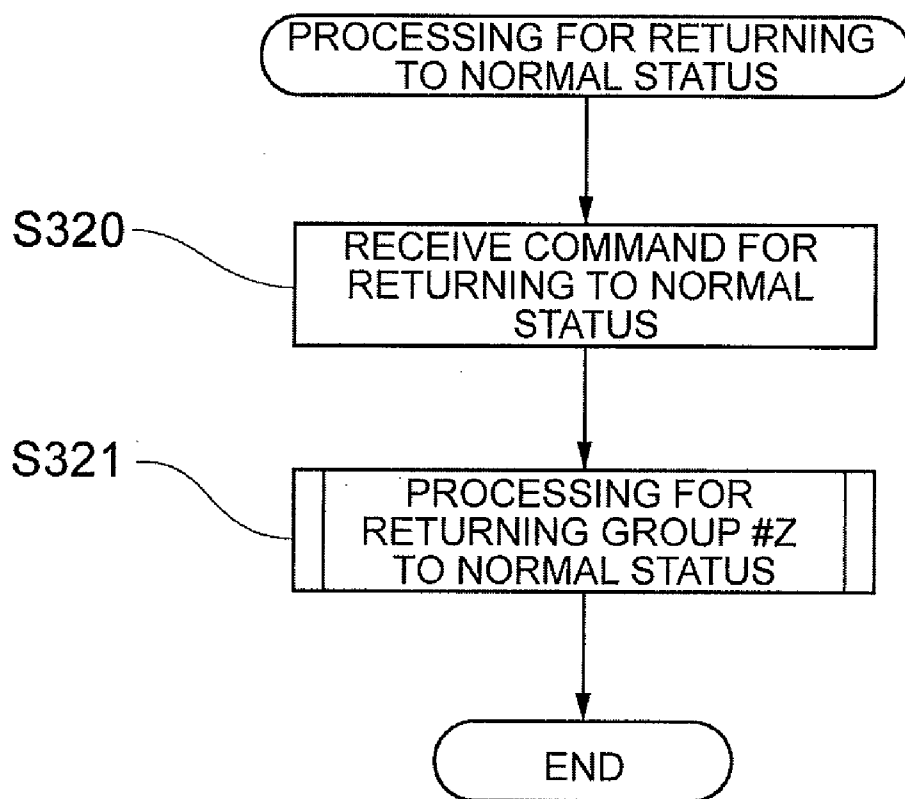 PROCESSING FOR RETURNING
TO NORMAL STATUS
S320
RECEIVE COMMAND FOR
RETURNING TO NORMAL
STATUS
S321
PROCESSING FOR
RETURNING GROUP #Z
TO NORMAL STATUS
END